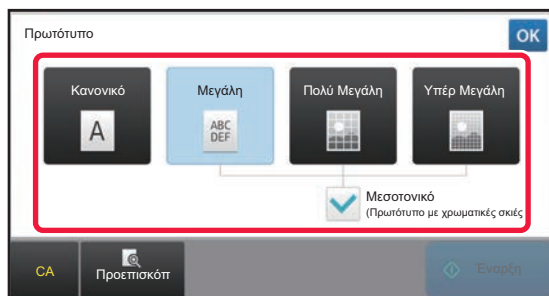 Πρωτότυπο
OK
Κανονικό
Μεγάλη
Πολύ Μεγάλη
Υπέρ Μεγάλη
A
ABC
DEF
Μεσοτονικό
(Πρωτότυπο με χρωματικές σκιές
CA
Προεπισκόπ
Έναρξη